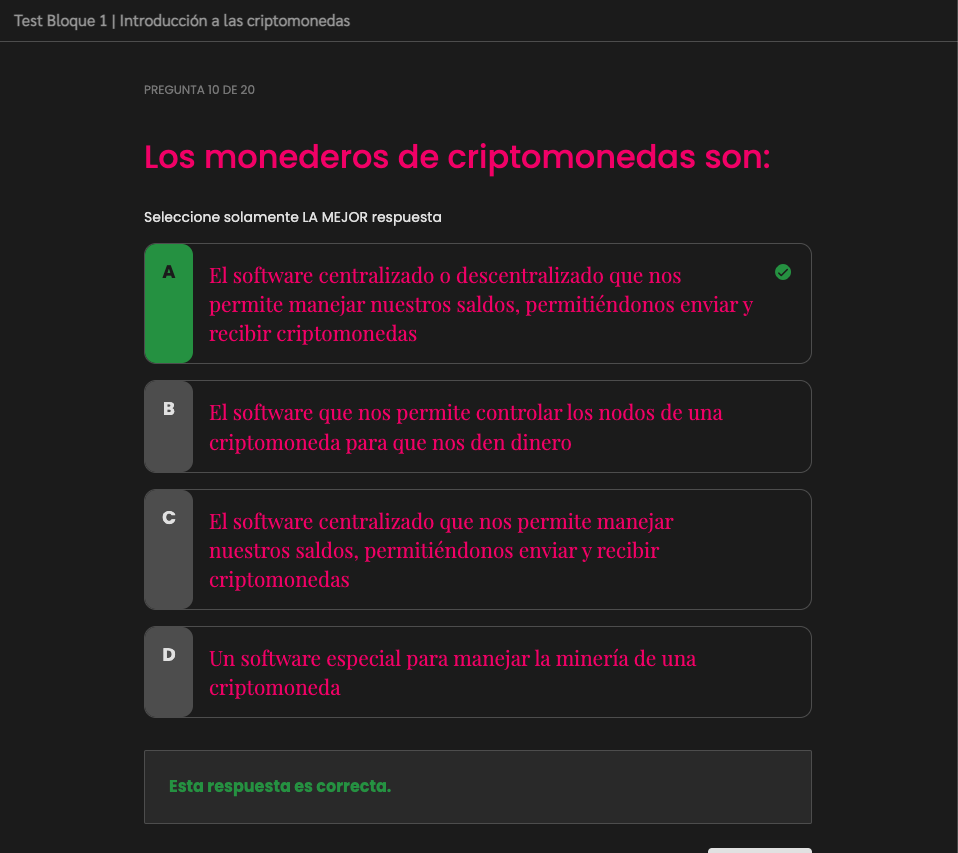 Test Bloque 1 | Introducción a las criptomonedas
PREGUNTA 10 DE 20
Los monederos de criptomonedas son:
Seleccione solamente LA MEJOR respuesta
A
El software centralizado o descentralizado que nos
permite manejar nuestros saldos, permitiéndonos enviar y
recibir criptomonedas
B
El software que nos permite controlar los nodos de una
criptomoneda para que nos den dinero
C
El software centralizado que nos permite manejar
nuestros saldos, permitiéndonos enviar y recibir
criptomonedas
D
Un software especial para manejar la minería de una
criptomoneda
Esta respuesta es correcta.